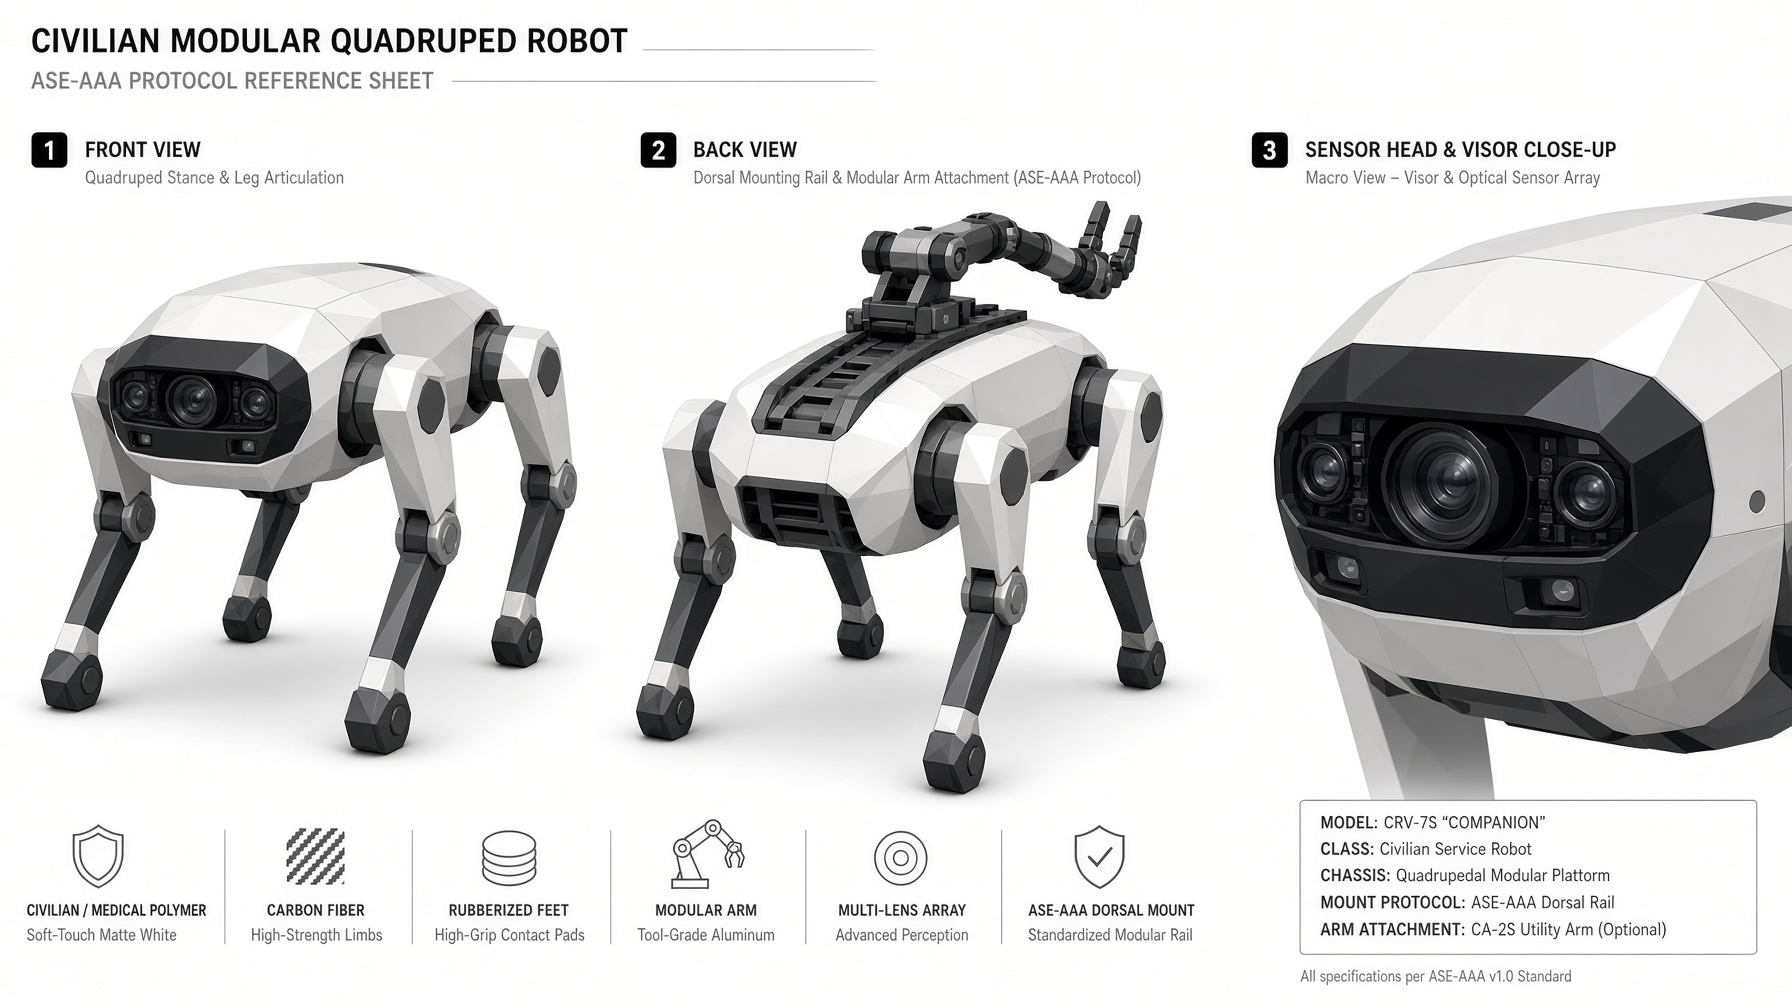 CIVILIAN MODULAR QUADRUPED ROBOT
ASE-AAA PROTOCOL REFERENCE SHEET
1 FRONT VIEW
Quadruped Stance & Leg Articulation
2 BACK VIEW
Dorsal Mounting Rail & Modular Arm Attachment (ASE-AAA Protocol)
3 SENSOR HEAD & VISOR CLOSE-UP
Macro View – Visor & Optical Sensor Array
CIVILIAN / MEDICAL POLYMER
Soft-Touch Matte White
CARBON FIBER
High-Strength Limbs
RUBBERIZED FEET
High-Grip Contact Pads
MODULAR ARM
Tool-Grade Aluminum
MULTI-LENS ARRAY
Advanced Perception
ASE-AAA DORSAL MOUNT
Standardized Modular Rail
MODEL: CRV-7S “COMPANION”
CLASS: Civilian Service Robot
CHASSIS: Quadrupedal Modular Plattorm
MOUNT PROTOCOL: ASE-AAA Dorsal Rail
ARM ATTACHMENT: CA-2S Utility Arm (Optional)
All specifications per ASE-AAA v1.0 Standard